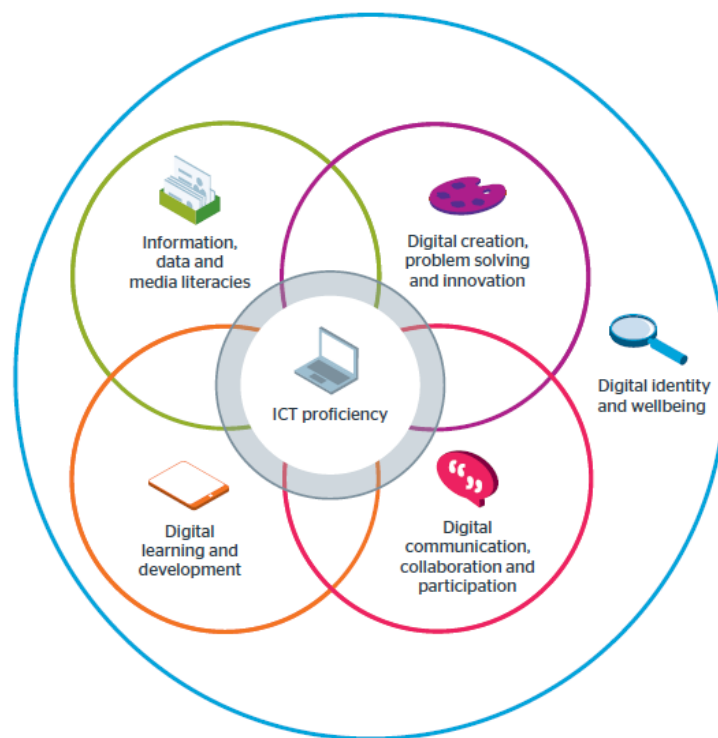 Information,
data and
media literacies
Digital creation,
problem solving
and innovation
Digital identity
and wellbeing
ICT proficiency
Digital
learning and
development
Digital
communication,
collaboration and
participation